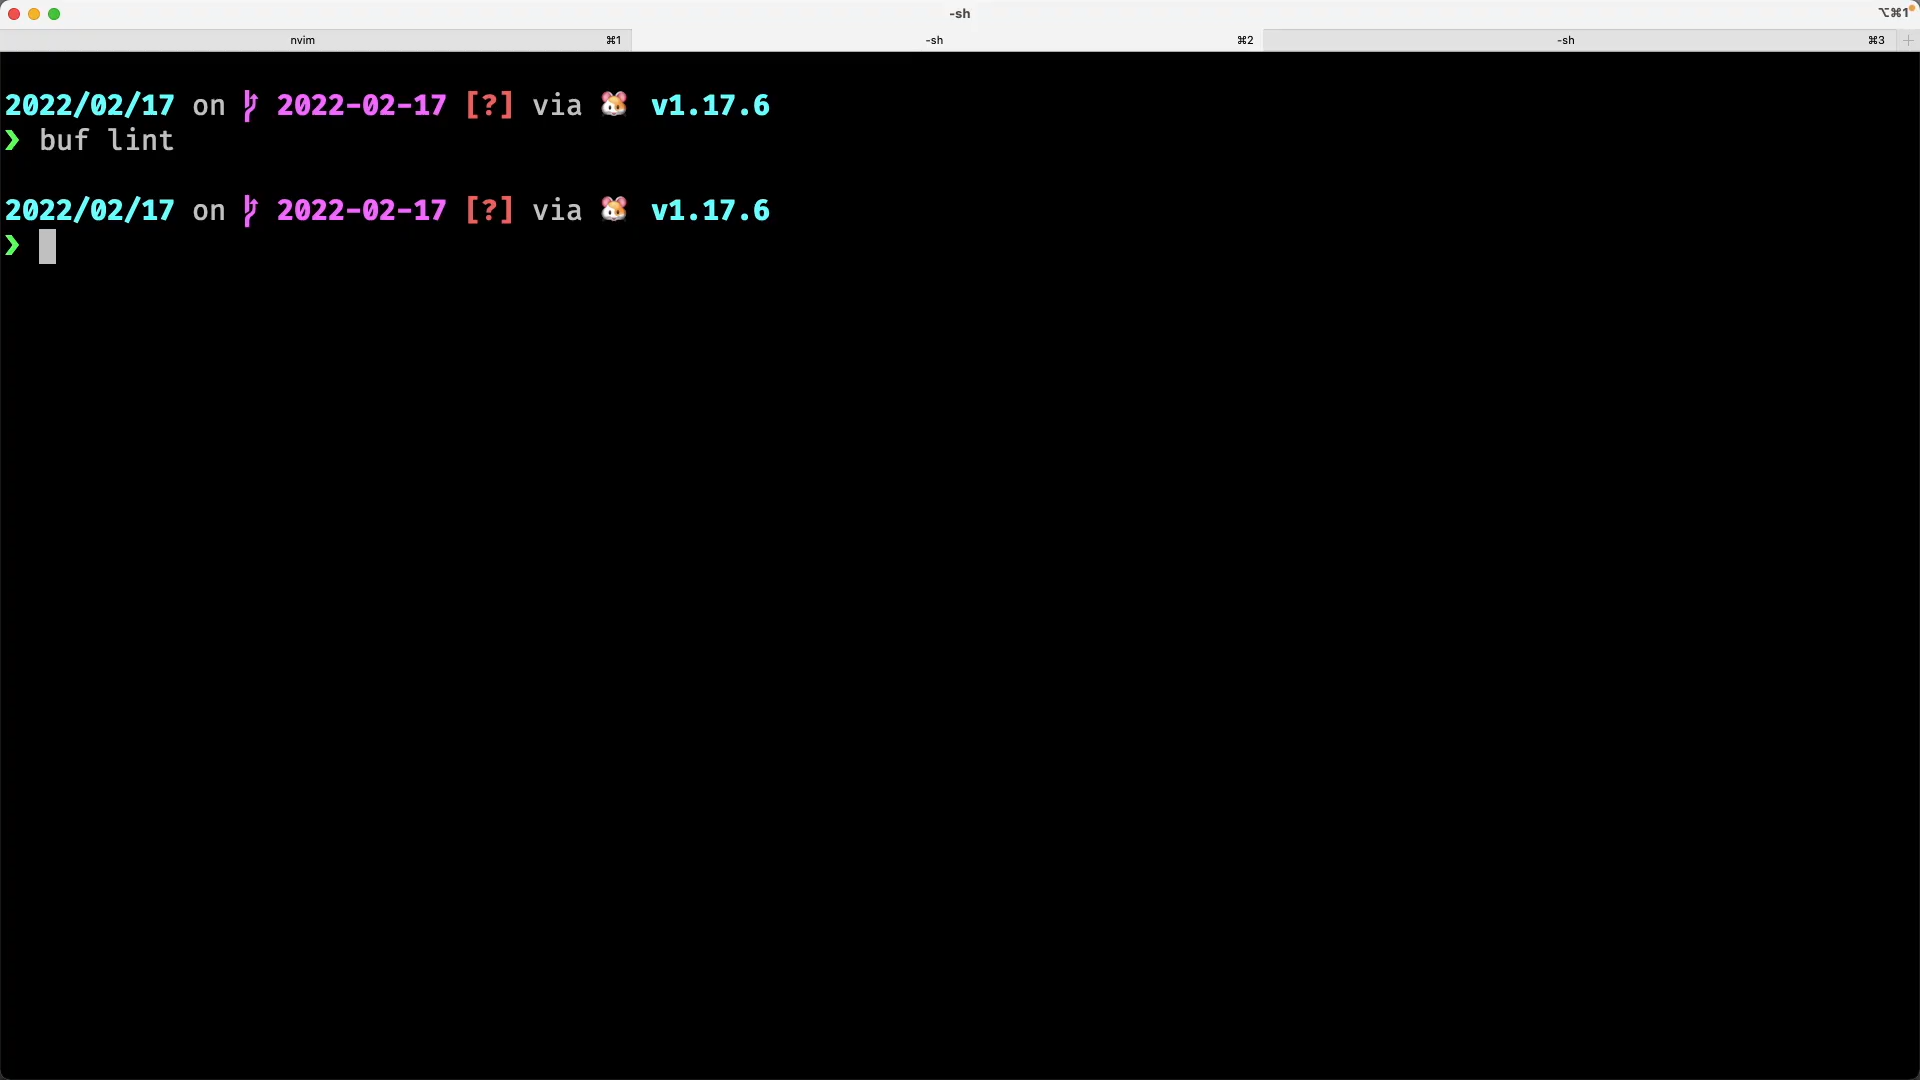 -sh
⌥⌘1
nvim ⌘1
-sh ⌘2
-sh ⌘3
2022/02/17 on 2022-02-17 [?] via 🐹 v1.17.6
❯ buf lint
2022/02/17 on 2022-02-17 [?] via 🐹 v1.17.6
❯